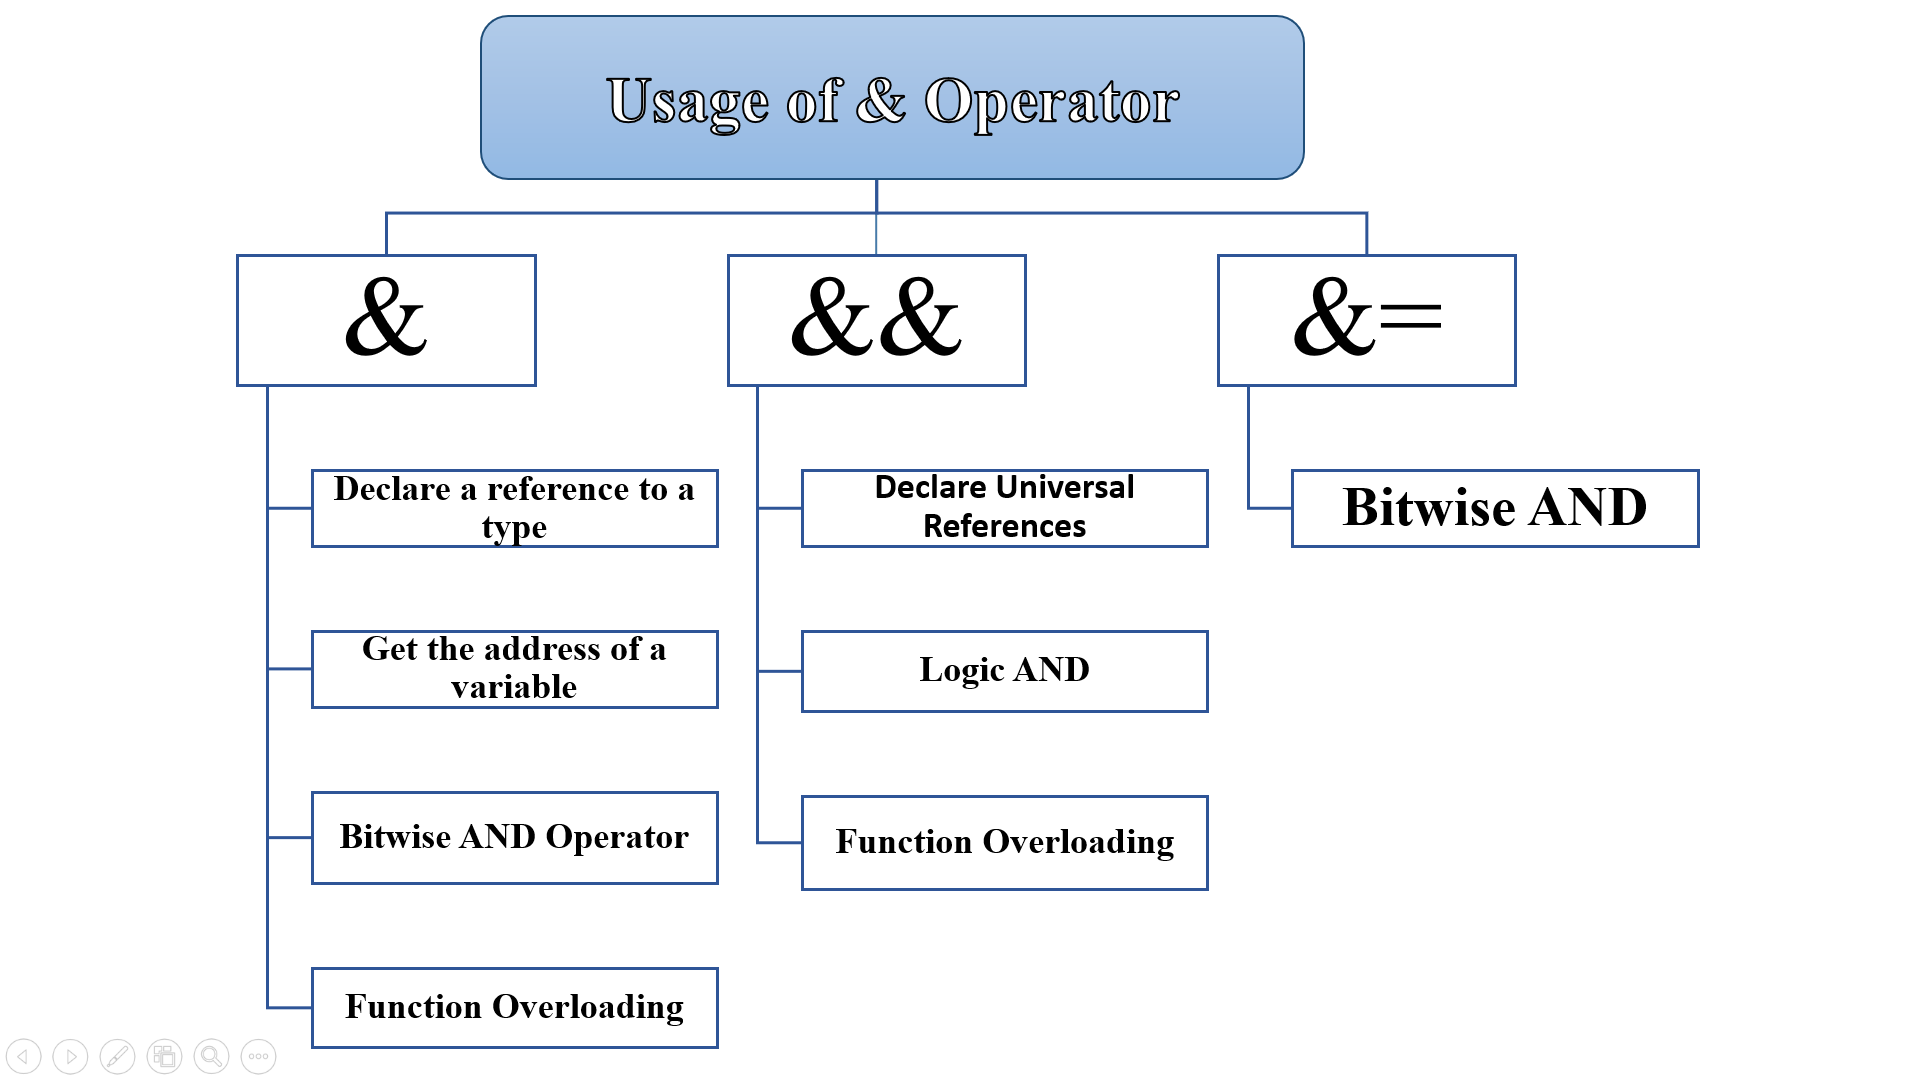 Usage of & Operator
&
&&
&=
Declare a reference to a
type
Get the address of a
variable
Bitwise AND Operator
Function Overloading
Declare Universal
References
Logic AND
Function Overloading
Bitwise AND